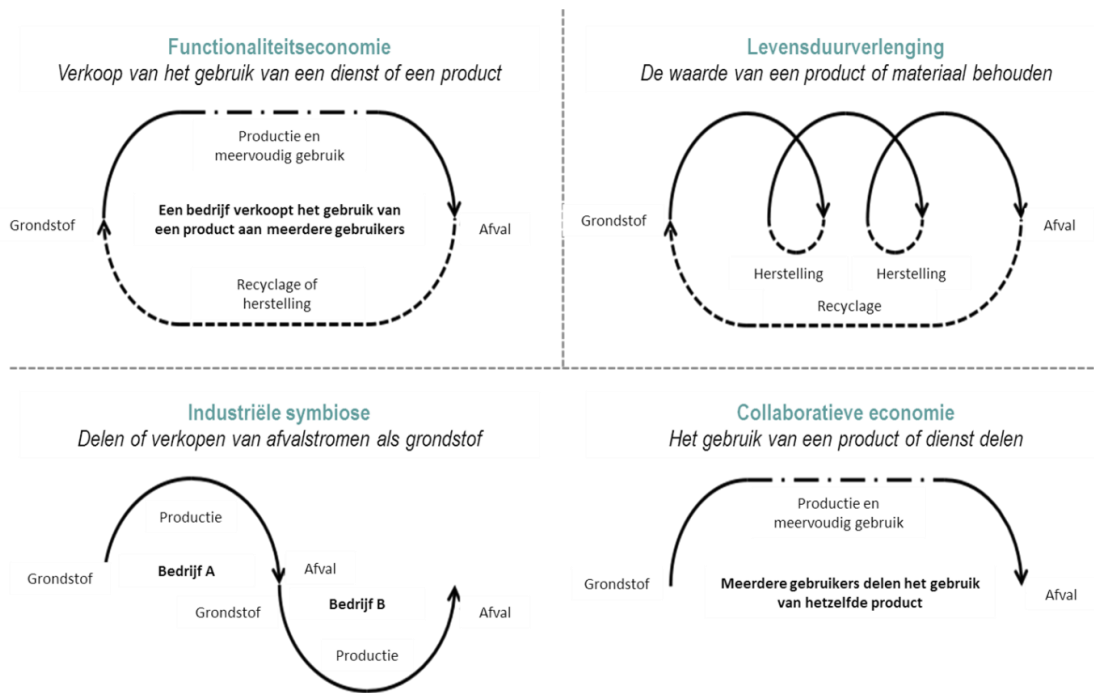 Functionaliteitseconomie
Verkoop van het gebruik van een dienst of een product
Productie en
meervoudig gebruik
Grondstof
Een bedrijf verkoopt het gebruik van
een product aan meerdere gebruikers
Afval
Recyclage of
herstelling
Levensduurverlenging
De waarde van een product of materiaal behouden
Grondstof
Afval
Herstelling
Herstelling
Recyclage
Industriële symbiose
Delen of verkopen van afvalstromen als grondstof
Productie
Grondstof
Bedrijf A
Afval
Grondstof
Bedrijf B
Afval
Productie
Collaboratieve economie
Het gebruik van een product of dienst delen
Productie en
meervoudig gebruik
Grondstof
Meerdere gebruikers delen het gebruik
van hetzelfde product
Afval